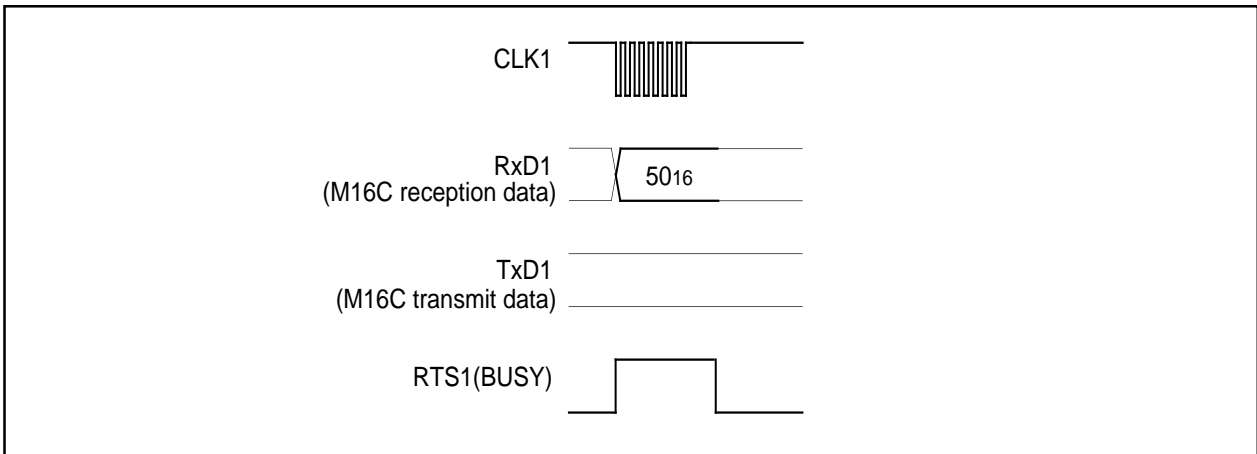 CLK1
RxD1
(M16C reception data)
5016
TxD1
(M16C transmit data)
RTS1(BUSY)